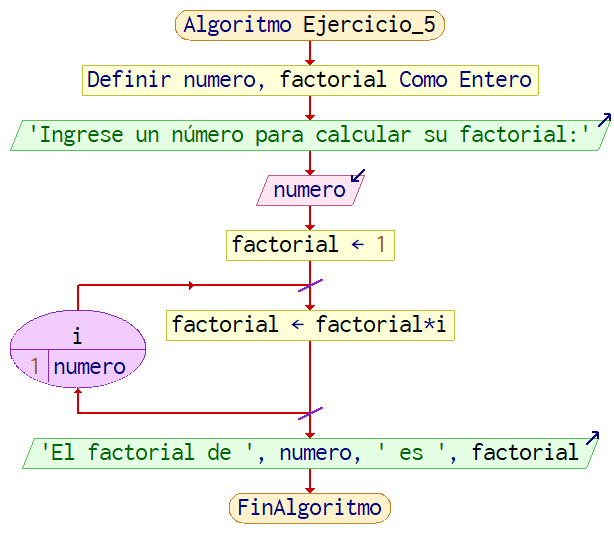 Algoritmo Ejercicio_5
Definir numero, factorial Como Entero
'Ingrese un número para calcular su factorial:'
numero
factorial ← 1
i
1 numero
factorial ← factorial*i
'El factorial de ', numero, ' es ', factorial
FinAlgoritmo